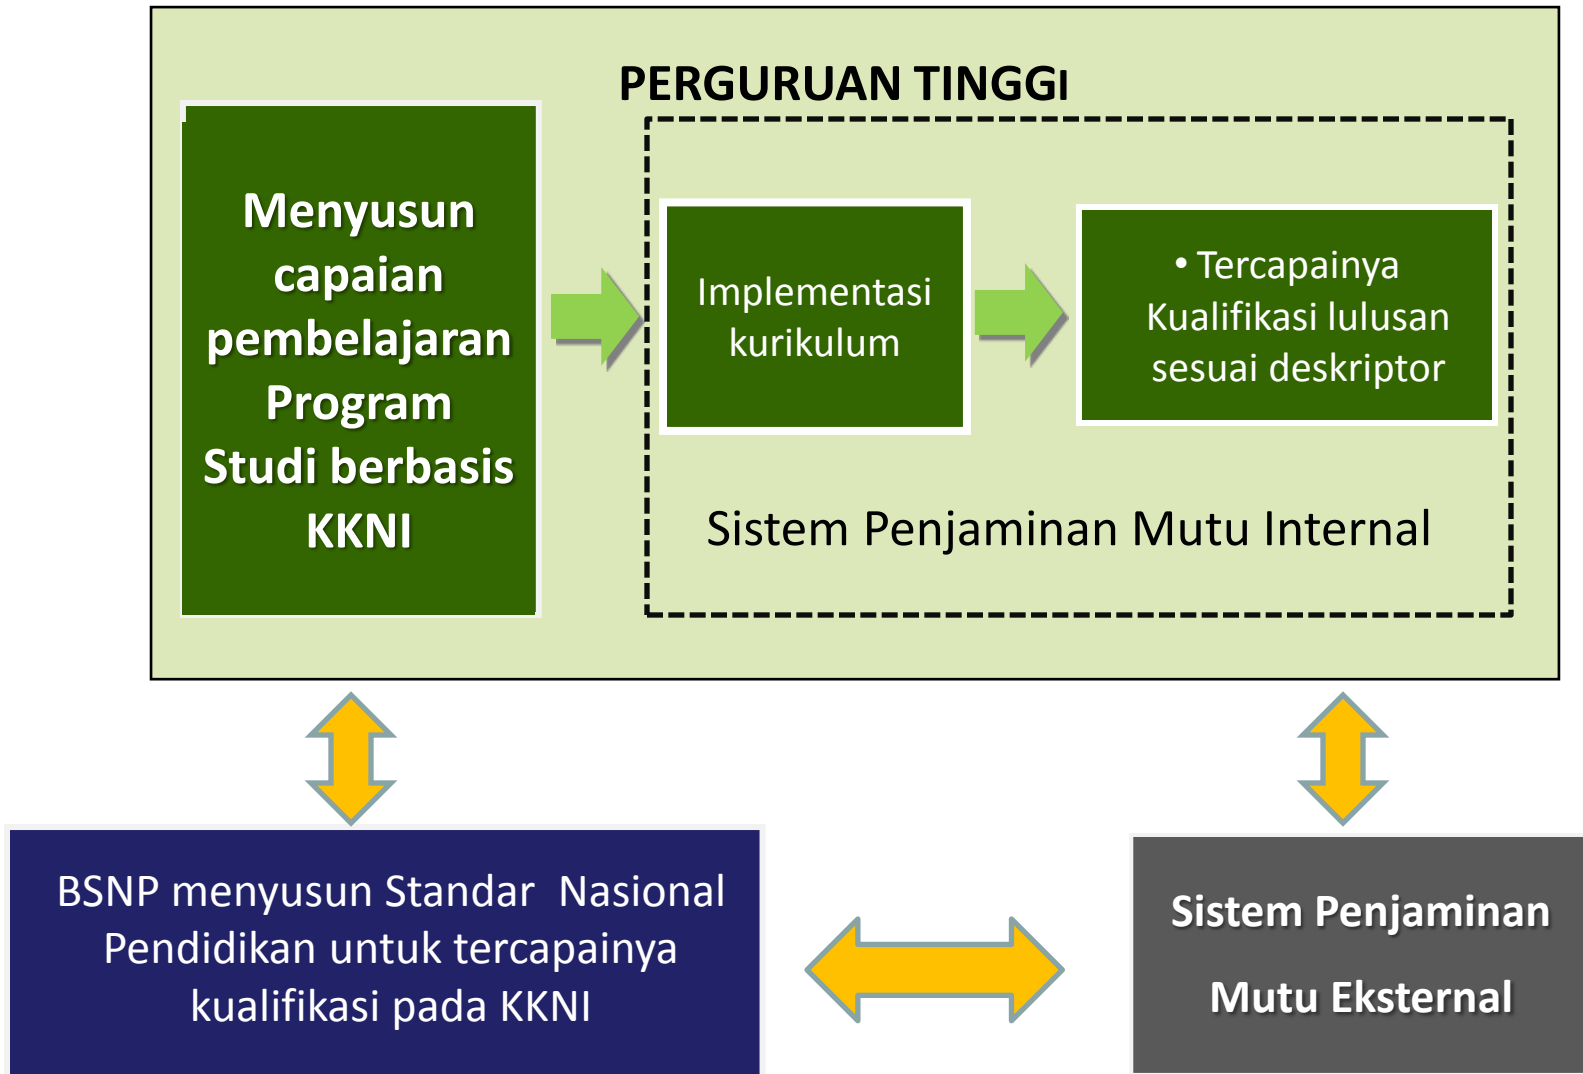 PERGURUAN TINGGI
Menyusun
capaian
pembelajaran
Program
Studi berbasis
KKNI
Implementasi
kurikulum
• Tercapainya
Kualifikasi lulusan
sesuai deskriptor
Sistem Penjaminan Mutu Internal
BSNP menyusun Standar Nasional
Pendidikan untuk tercapainya
kualifikasi pada KKNI
Sistem Penjaminan
Mutu Eksternal